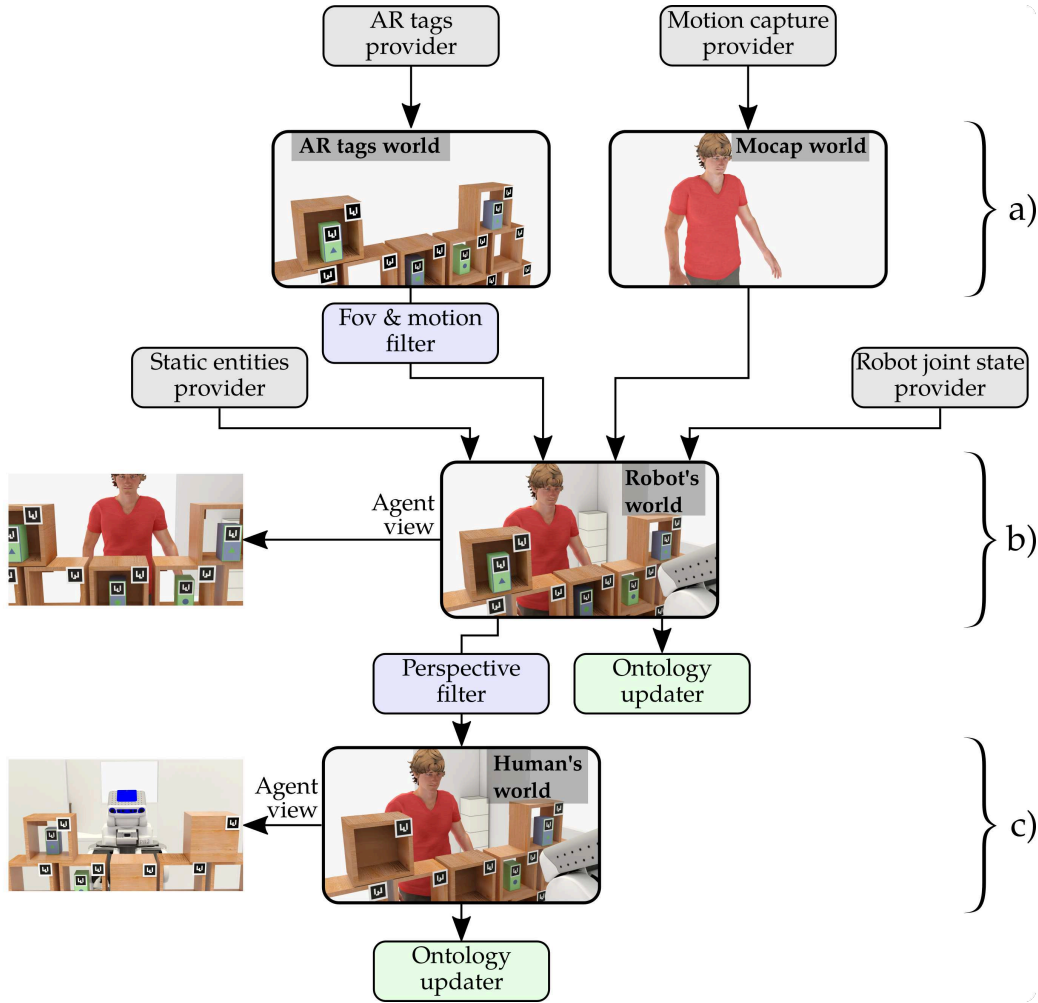 AR tags
provider
Motion capture
provider
AR tags world
Mocap world
a)
Fov & motion
filter
Static entities
provider
Robot joint state
provider
Robot's
world
Agent
view
b)
Perspective
filter
Ontology
updater
Human's
world
Agent
view
c)
Ontology
updater